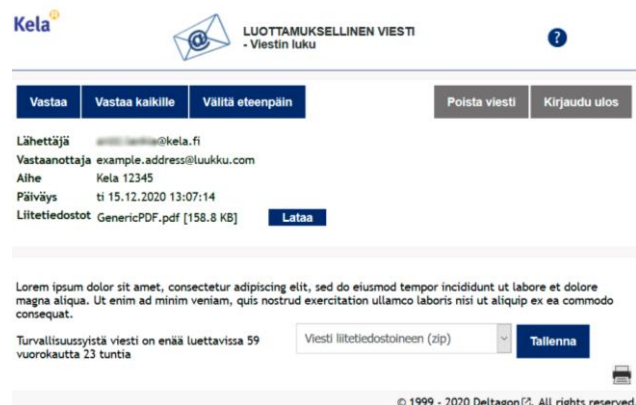 Kela
LUOTTAMUKSELLINEN VIESTI
- Viestin luku
?
Vastaa
Vastaa kaikille
Välitä eteenpäin
Poista viesti
Kirjaudu ulos
Lähettäjä @kela.fi
Vastaanottaja example.address@luukku.com
Aihe Kela 12345
Päiväys ti 15.12.2020 13:07:14
Liitetiedostot GenericPDF.pdf [158.8 KB] Lataa
Lorem ipsum dolor sit amet, consectetur adipiscing elit, sed do eiusmod tempor incididunt ut labore et dolore
magna aliqua. Ut enim ad minim veniam, quis nostrud exercitation ullamco laboris nisi ut aliquip ex ea commodo
consequat.
Turvallisuussyistä viesti on enää luettavissa 59
vuorokautta 23 tuntia
Viesti liitetiedostoineen (zip)
Tallenna
© 1999 - 2020 Deltagon. All rights reserved.